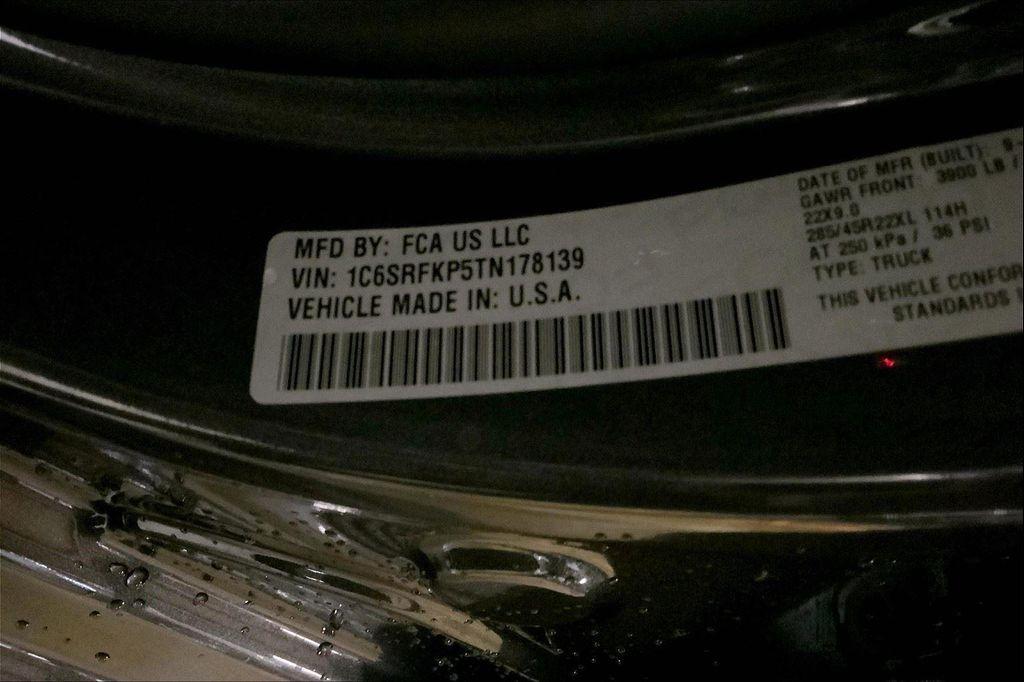 MFD BY: FCA US LLC
VIN: 1C6SRFKP5TN178139
VEHICLE MADE IN: U.S.A.
DATE OF MFR (BUILT):
GAWR FRONT: 3900 LB /
22X9.0
285/45R22XL 114H
AT 250 kPa / 36 PSI
TYPE: TRUCK
THIS VEHICLE CONFOR
STANDARDS